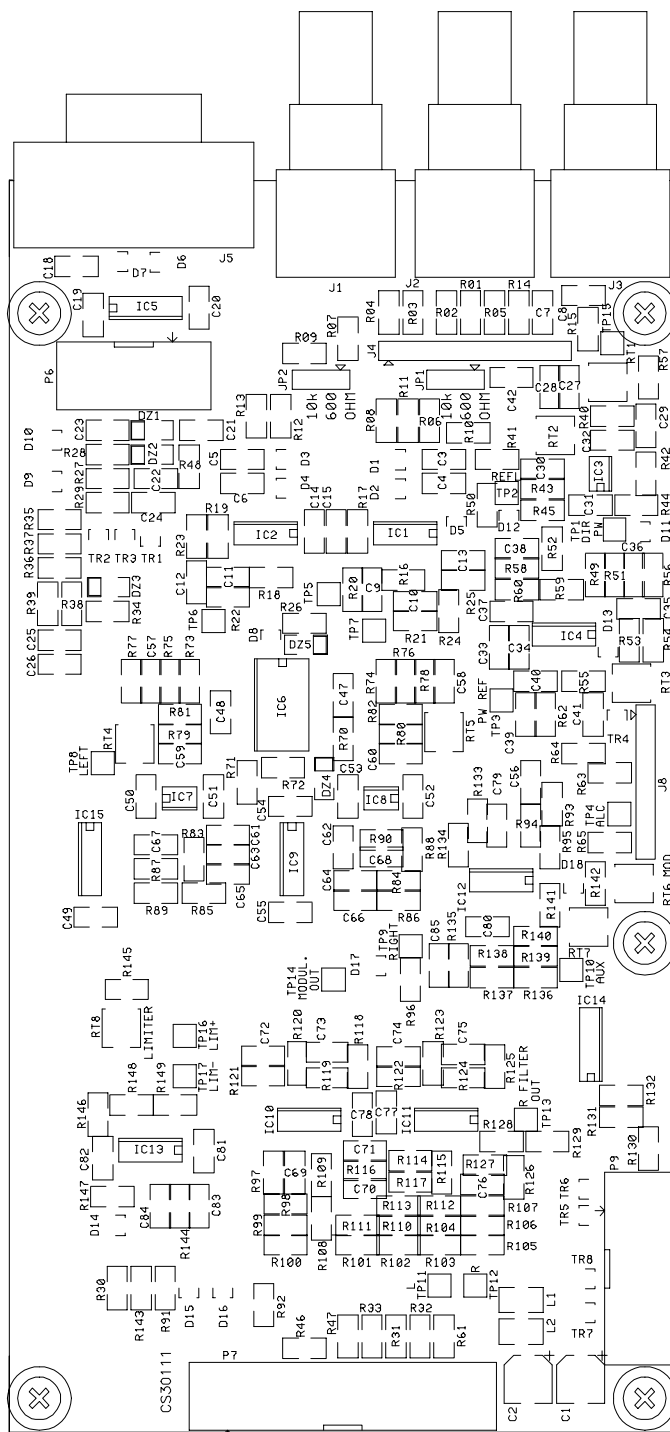 J5
C18
D7
D6
J1
J2
J3
C19
IC5
C20
R04
R03
R01
R02
R05
R14
C7
C8
R15
TP15
R07
R09
J4
RT1
R57
P6
JP2
JP1
10k
600
OHM
10k
600
OHM
R11
C42
C28
C27
DZ1
R13
R12
R08
R06
R10
R41
RT2
R40
C32
C29
D10
C23
R28
DZ2
C21
R48
C5
D3
D1
C3
REFL
C30
IC3
R42
D9
R27
R29
C22
C6
D4
D2
C4
R50
TP2
R43
R45
C31
R44
C24
R35
R37
R36
R19
R23
IC2
C14
C15
R17
IC1
D5
D12
TP1
DIR
PW
D11
TR2
TR3
TR1
C38
R58
R52
C36
R39
R38
DZ3
R34
C12
C11
R18
TP5
R20
C9
R16
C13
R60
R59
R49
R51
R56
TP6
R22
R26
TP7
C10
R21
R24
R25
C37
D13
C35
C25
C26
D8
DZ5
C33
C34
IC4
R53
R54
R77
C57
R75
R73
IC6
R76
R74
R78
C58
C40
R55
RT3
R81
R79
C59
C48
C47
R70
R82
R80
C60
RT5
PW REF
TP3
C39
R62
C41
TR4
RT4
TP8
LEFT
R71
R72
DZ4
R64
R63
J8
C50
IC7
C51
C54
C53
IC8
C52
R133
C79
C56
R93
R94
TP4
ALC
IC15
C67
R83
C61
C63
IC9
C62
R90
C68
R88
R134
R95
R65
R87
R89
R85
C65
C64
C66
R84
R86
IC12
D18
R142
RT6
MOD
C49
C55
C85
R135
C80
R141
R140
R139
R138
R137
R136
RT7
TP9
RIGHT
D17
TP14
MODUL.
OUT
R96
TP10
AUX
IC14
R145
RT8
LIMITER
TP16
LIM+
TP17
LIM-
C72
R120
C73
R118
C74
R123
C75
R121
R119
R122
R124
R125
R FILTER
OUT
R148
R149
R146
IC10
C78
C77
IC11
TP13
R132
R131
R128
R129
R130
C82
IC13
C81
C71
R114
R115
R127
R126
P9
R97
C69
R109
R116
R117
C70
C76
R147
D14
C84
C83
R144
R98
R99
R113
R112
R107
TR5
TR6
R111
R110
R104
R106
R100
R108
R101
R102
R103
R105
TR8
R30
R143
R91
D15
D16
R92
L
TP11
R
TP12
L1
L2
TR7
R46
R47
R33
R31
R32
R61
P7
CS30111
C2
C1